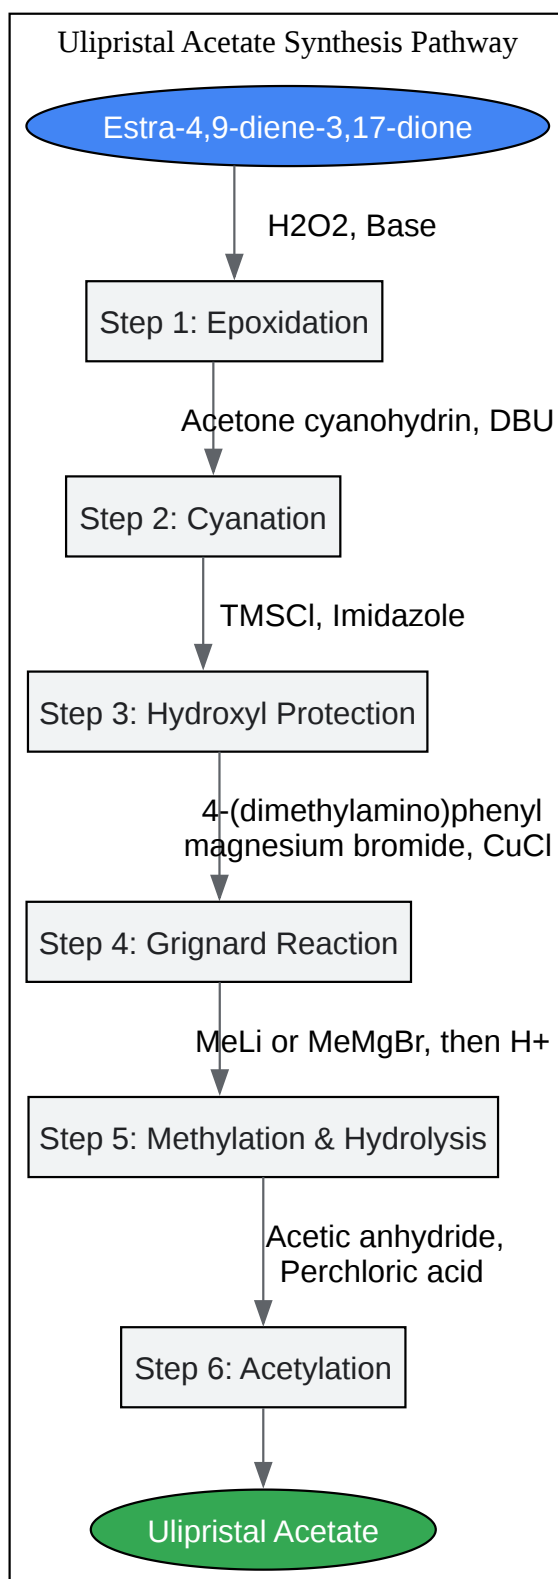 Ulipristal Acetate Synthesis Pathway
Estra-4,9-diene-3,17-dione
H2O2, Base
Step 1: Epoxidation
Acetone cyanohydrin, DBU
Step 2: Cyanation
TMSCl, Imidazole
Step 3: Hydroxyl Protection
4-(dimethylamino)phenyl
magnesium bromide, CuCl
Step 4: Grignard Reaction
MeLi or MeMgBr, then H+
Step 5: Methylation & Hydrolysis
Acetic anhydride,
Perchloric acid
Step 6: Acetylation
Ulipristal Acetate